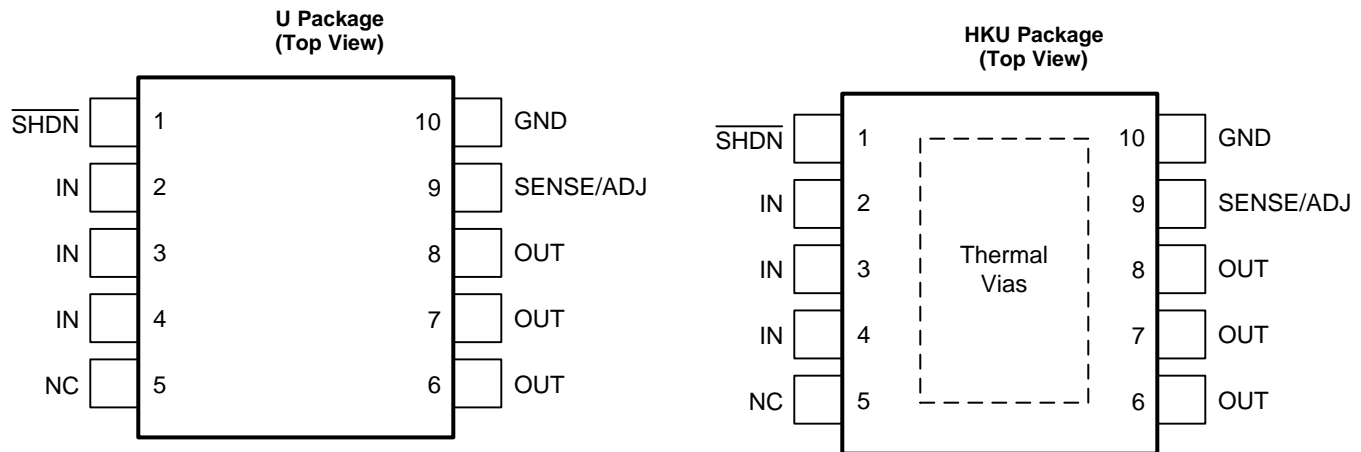 U Package
(Top View)
SHDN 1 10 GND
IN 2 9 SENSE/ADJ
IN 3 8 OUT
IN 4 7 OUT
NC 5 6 OUT
HKU Package
(Top View)
SHDN 1 10 GND
IN 2 9 SENSE/ADJ
IN 3 8 OUT
IN 4 7 OUT
NC 5 6 OUT
Thermal
Vias